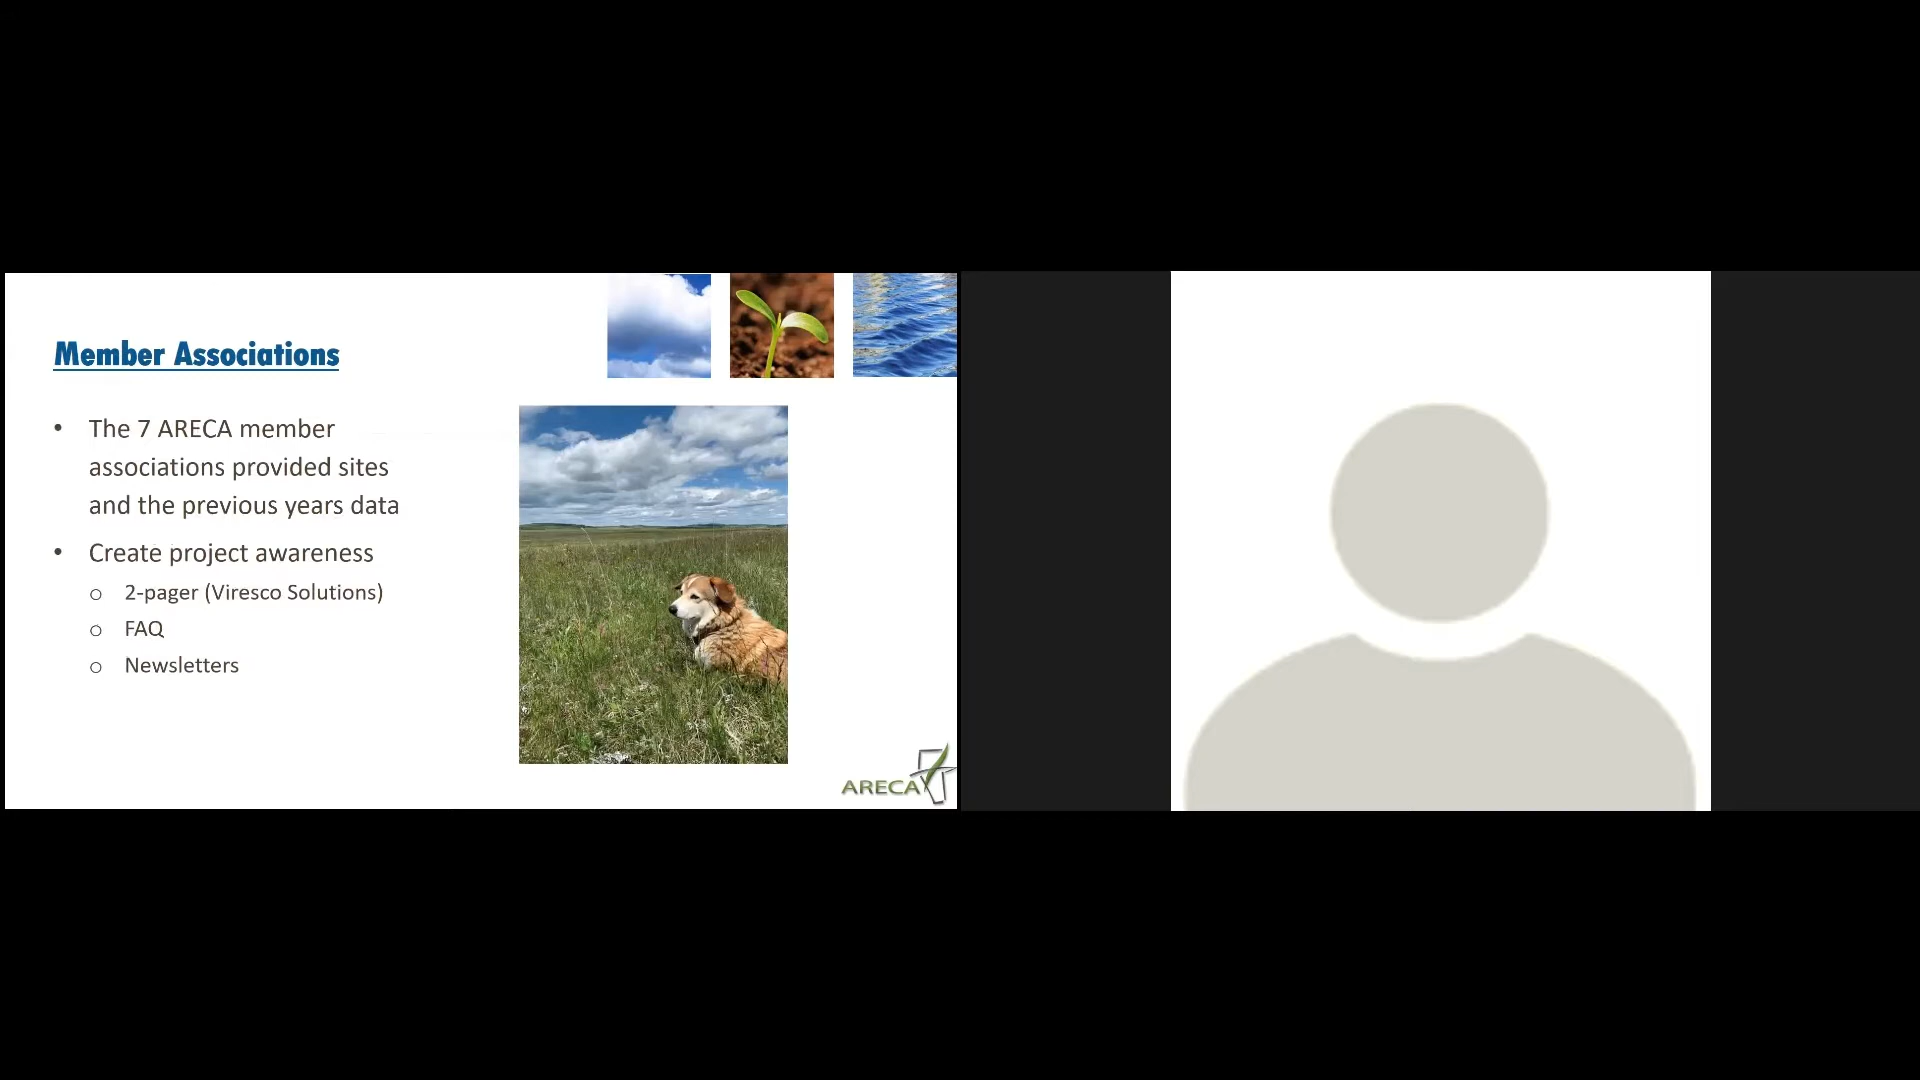 Member Associations
• The 7 ARECA member
associations provided sites
and the previous years data
• Create project awareness
o 2-pager (Viresco Solutions)
o FAQ
o Newsletters
ARECA